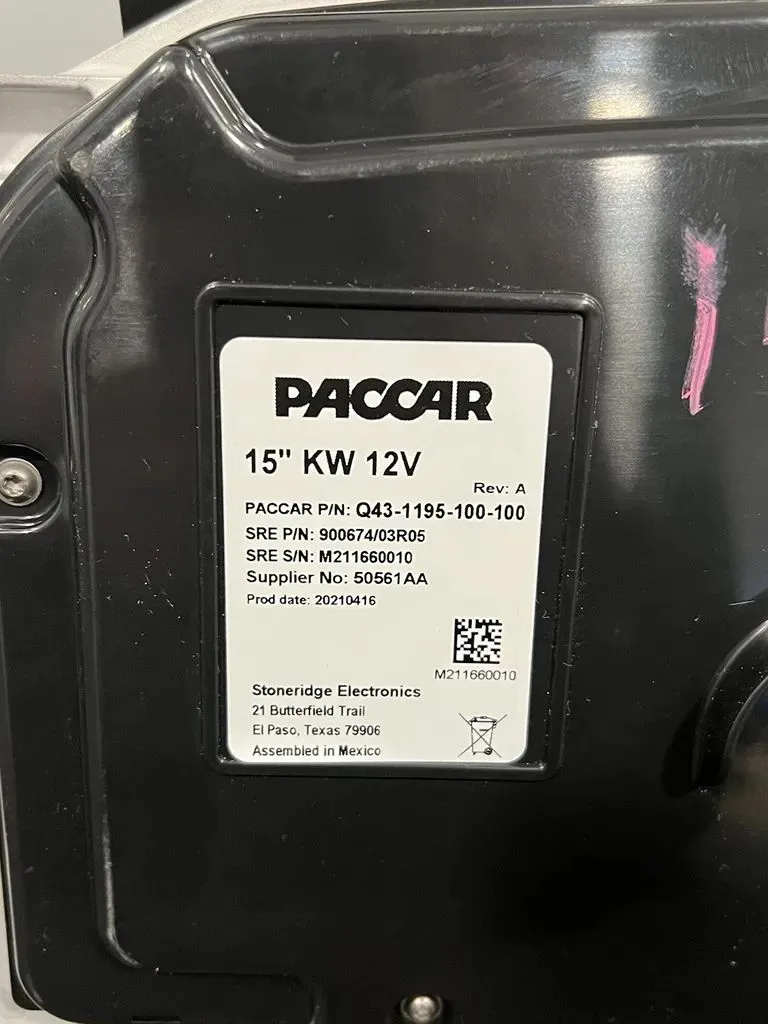 PACCAR
15" KW 12V
Rev: A
PACCAR P/N: Q43-1195-100-100
SRE P/N: 900674/03R05
SRE S/N: M211660010
Supplier No: 50561AA
Prod date: 20210416
M211660010
Stoneridge Electronics
21 Butterfield Trail
El Paso, Texas 79906
Assembled in Mexico